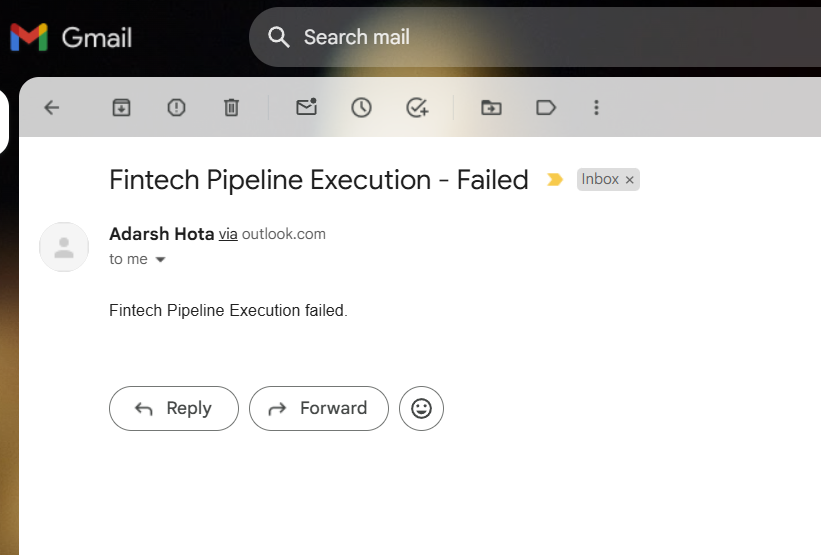 Gmail
Search mail
Fintech Pipeline Execution - Failed Inbox ×
Adarsh Hota via outlook.com
to me
Fintech Pipeline Execution failed.
Reply Forward